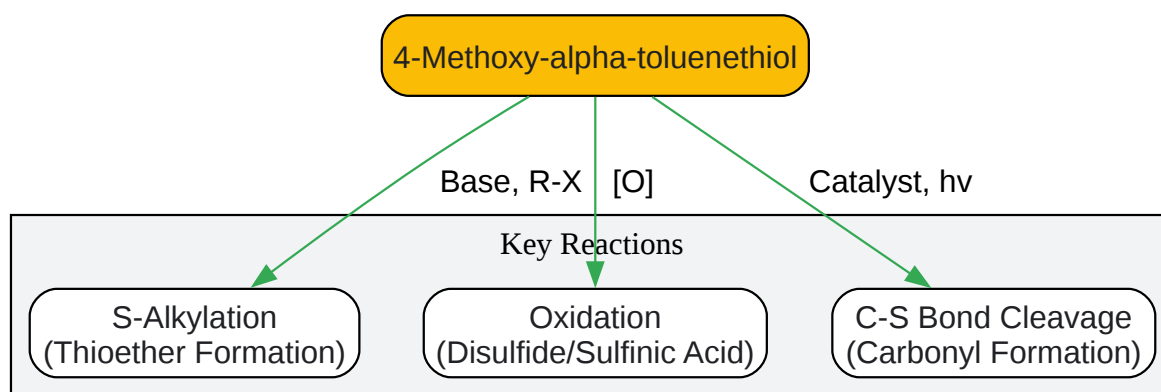 4-Methoxy-alpha-toluenethiol
Base, R-X
[O]
Catalyst, hv
Key Reactions
S-Alkylation
(Thioether Formation)
Oxidation
(Disulfide/Sulfinic Acid)
C-S Bond Cleavage
(Carbonyl Formation)